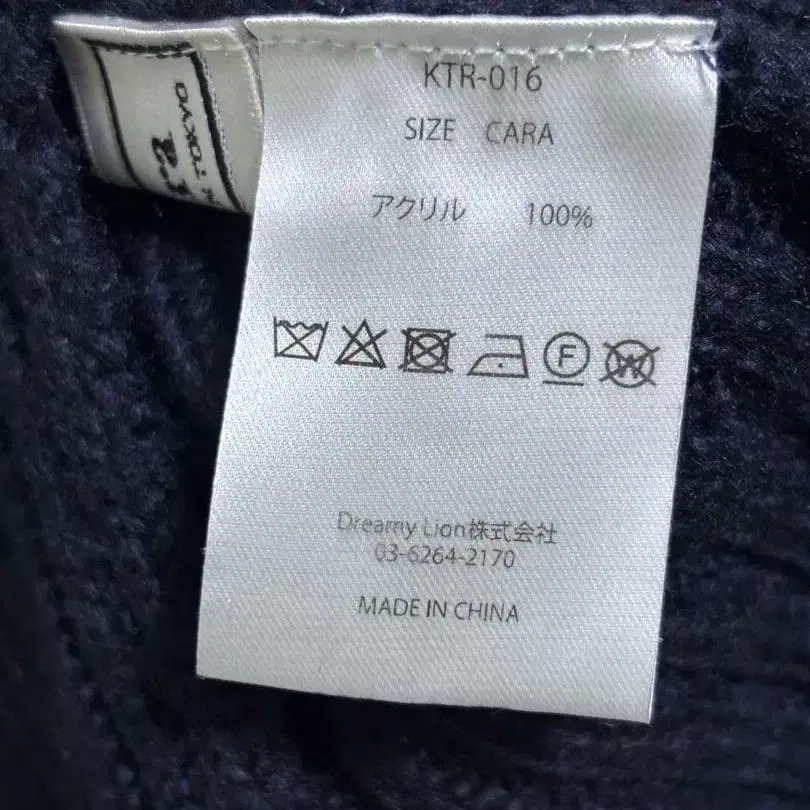 KTR-016
SIZE CARA
アクリル 100%
F
W
Dreamy Lion株式会社
03-6264-2170
MADE IN CHINA
TOKYO